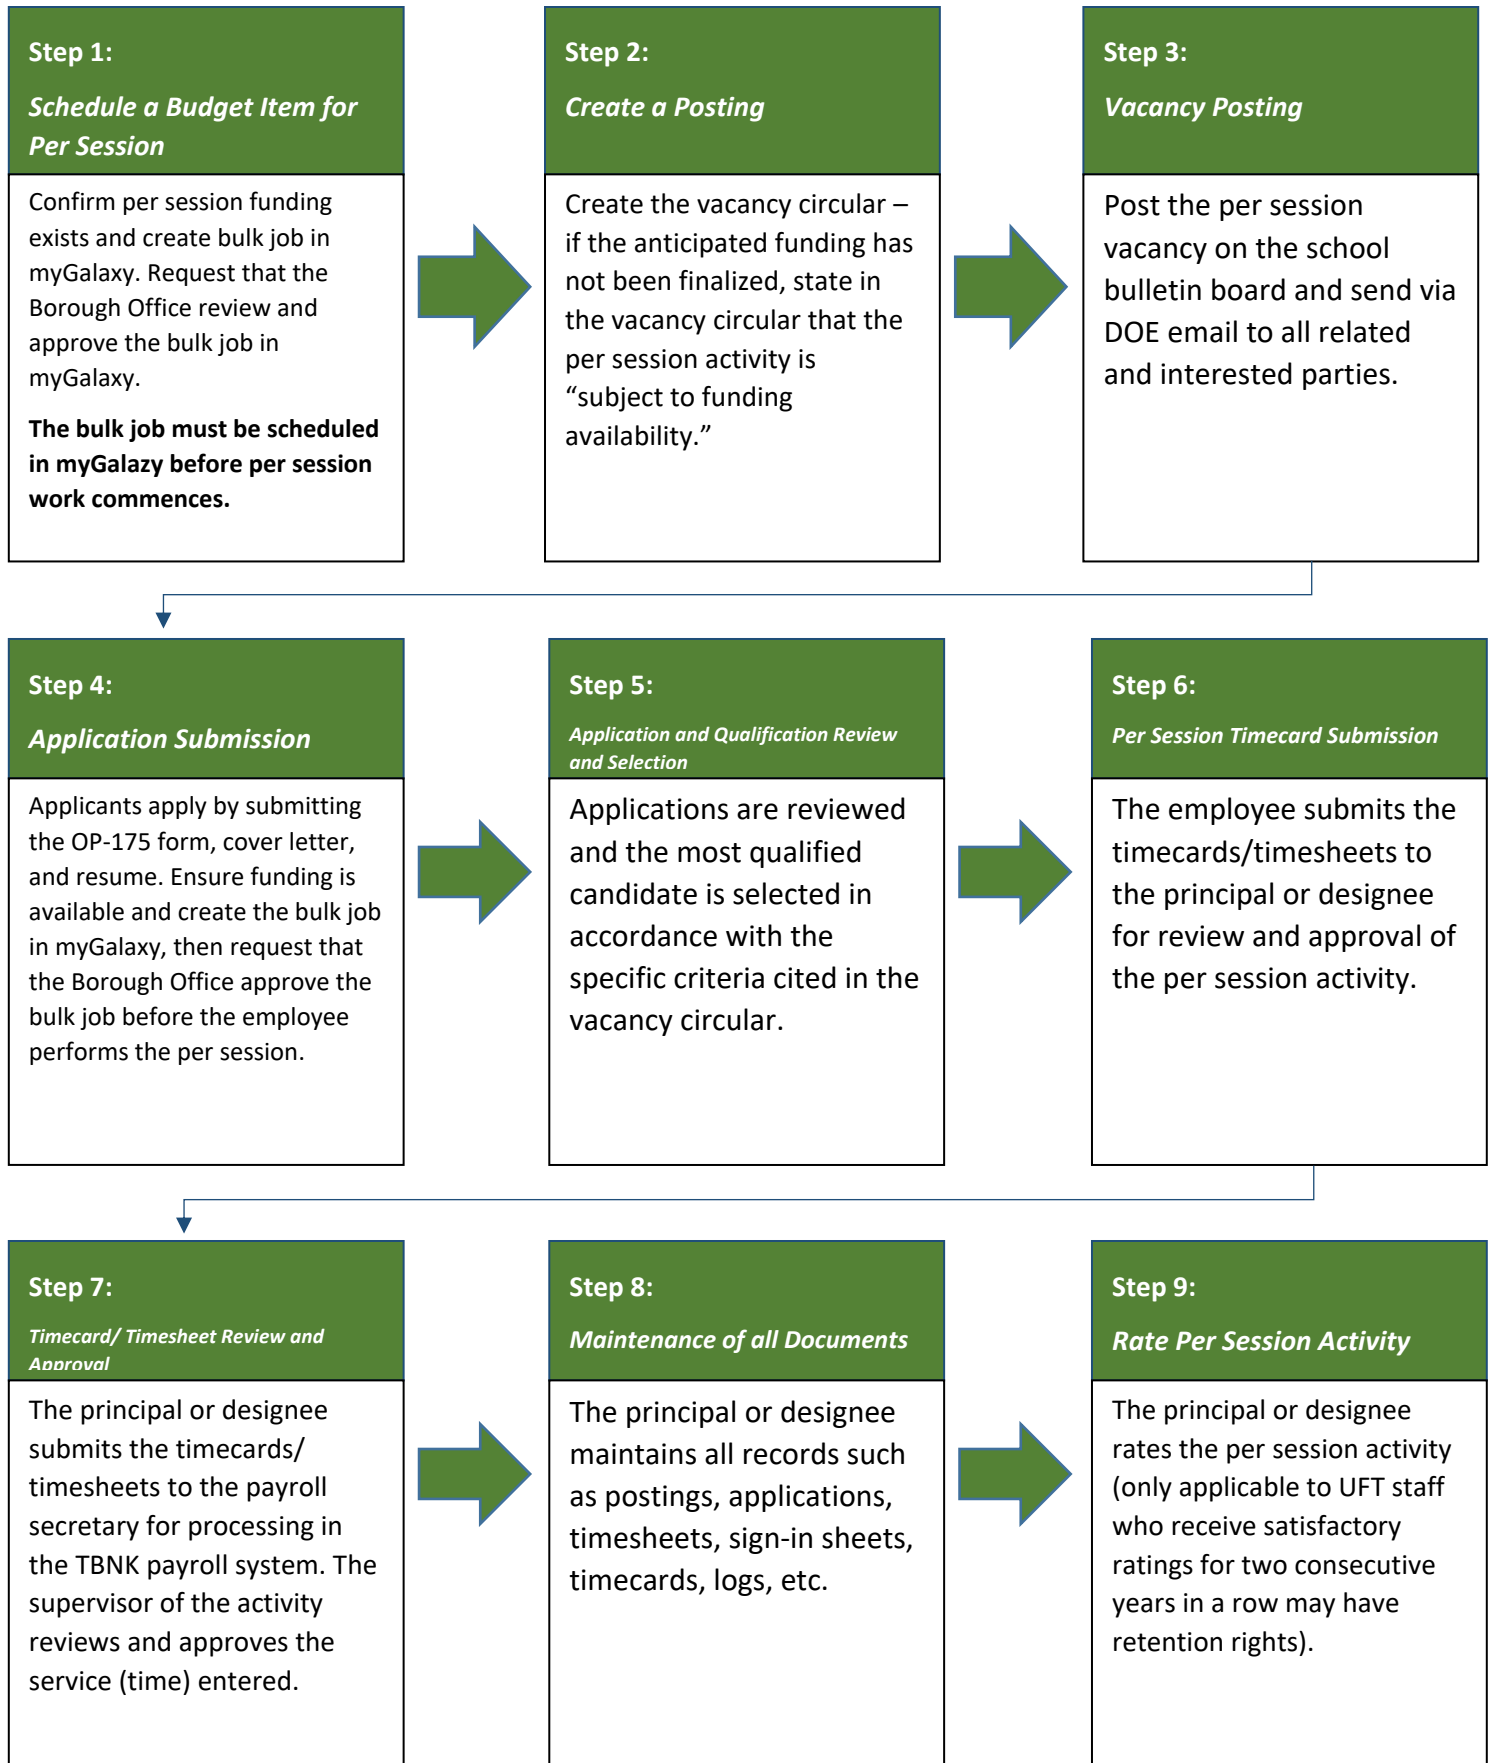 Step 1:
Schedule a Budget Item for
Per Session
Confirm per session funding
exists and create bulk job in
myGalaxy. Request that the
Borough Office review and
approve the bulk job in
myGalaxy.
The bulk job must be scheduled
in myGalazy before per session
work commences.
Step 2:
Create a Posting
Create the vacancy circular –
if the anticipated funding has
not been finalized, state in
the vacancy circular that the
per session activity is
“subject to funding
availability.”
Step 3:
Vacancy Posting
Post the per session
vacancy on the school
bulletin board and send via
DOE email to all related
and interested parties.
Step 4:
Application Submission
Applicants apply by submitting
the OP-175 form, cover letter,
and resume. Ensure funding is
available and create the bulk job
in myGalaxy, then request that
the Borough Office approve the
bulk job before the employee
performs the per session.
Step 5:
Application and Qualification Review
and Selection
Applications are reviewed
and the most qualified
candidate is selected in
accordance with the
specific criteria cited in the
vacancy circular.
Step 6:
Per Session Timecard Submission
The employee submits the
timecards/timesheets to
the principal or designee
for review and approval of
the per session activity.
Step 7:
Timecard/ Timesheet Review and
Approval
The principal or designee
submits the timecards/
timesheets to the payroll
secretary for processing in
the TBNK payroll system. The
supervisor of the activity
reviews and approves the
service (time) entered.
Step 8:
Maintenance of all Documents
The principal or designee
maintains all records such
as postings, applications,
timesheets, sign-in sheets,
timecards, logs, etc.
Step 9:
Rate Per Session Activity
The principal or designee
rates the per session activity
(only applicable to UFT staff
who receive satisfactory
ratings for two consecutive
years in a row may have
retention rights).